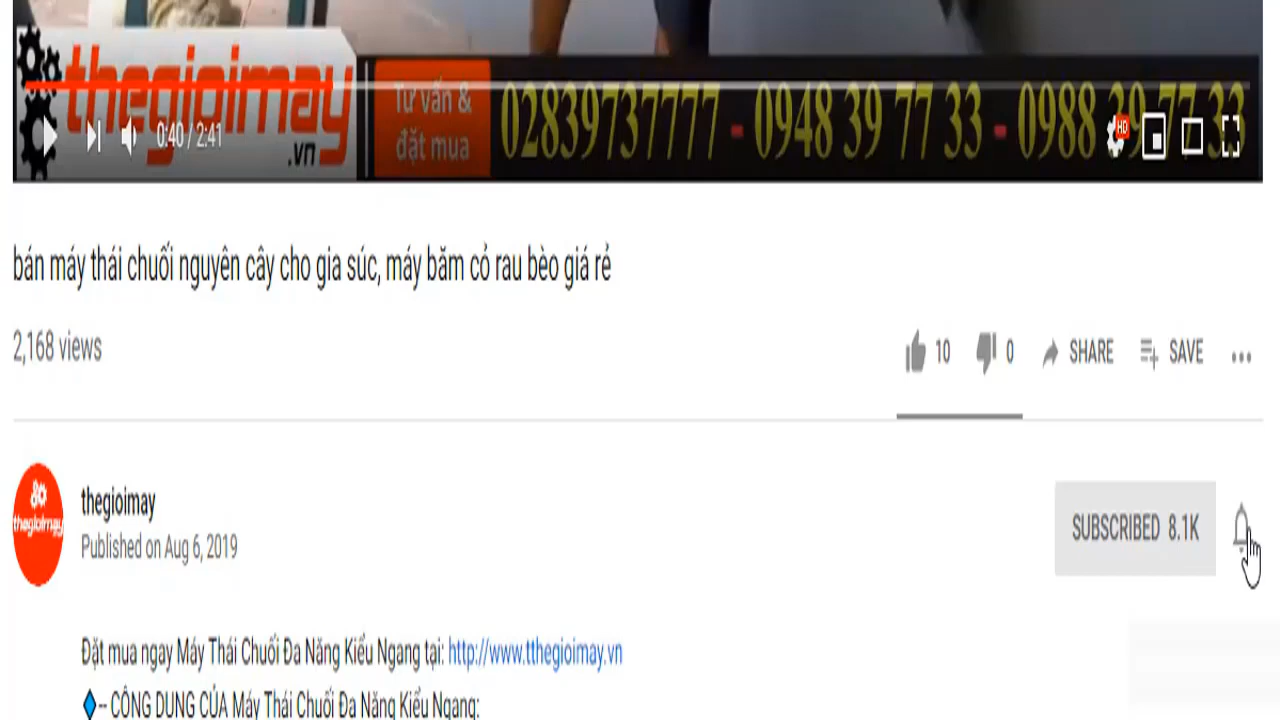 thegioimay
.vn
Tư vấn &
đặt mua
02839737777 - 0948 39 77 33 - 0988 39 77 33
0:40 / 2:41
HD
bán máy thái chuối nguyên cây cho gia súc, máy băm cỏ rau bèo giá rẻ
2,168 views
10 0 SHARE SAVE
thegioimay
thegioimay
Published on Aug 6, 2019
SUBSCRIBED 8.1K
Đặt mua ngay Máy Thái Chuối Đa Năng Kiểu Ngang tại: http://www.tthegioimay.vn
-- CÔNG DỤNG CỦA Máy Thái Chuối Đa Năng Kiểu Ngang: